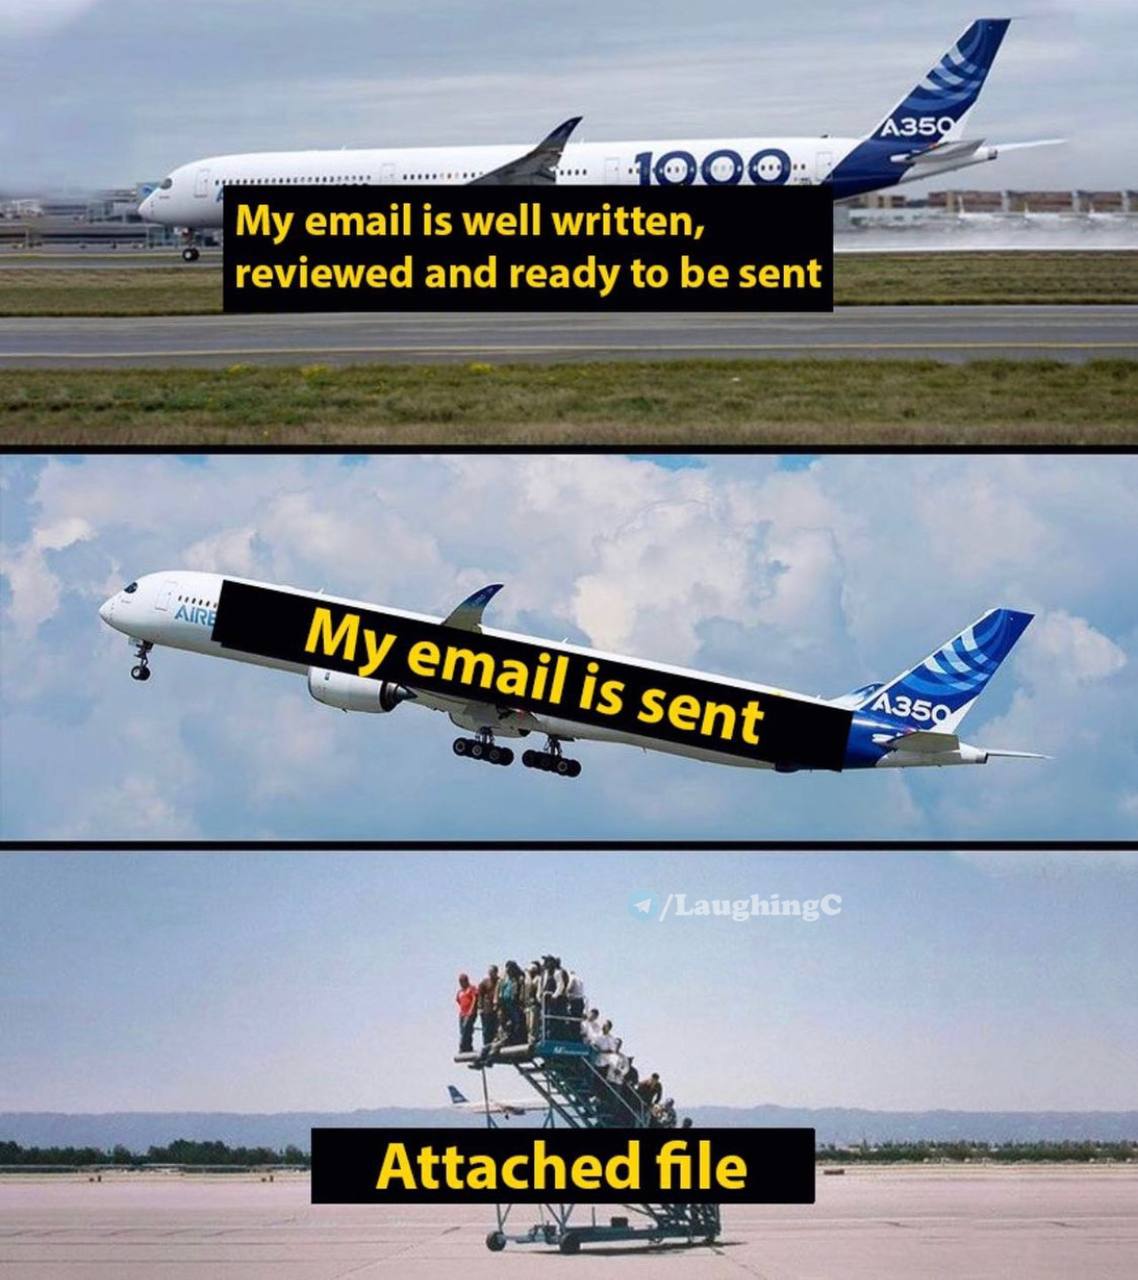 A350
1000
My email is well written,
reviewed and ready to be sent
AIRB
My email is sent
A350
/LaughingC
Attached file